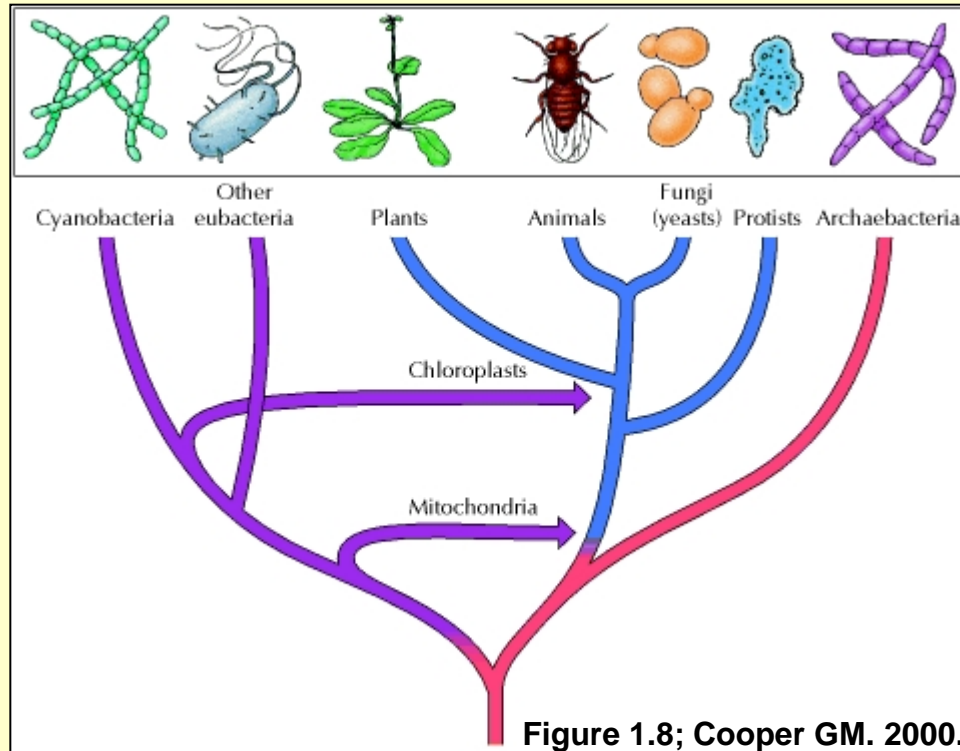 Cyanobacteria
Other
eubacteria
Plants
Animals
Fungi
(yeasts)
Protists
Archaebacteria
Chloroplasts
Mitochondria
Figure 1.8; Cooper GM. 2000.